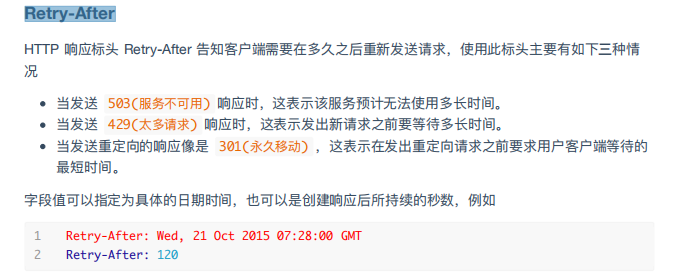 Retry-After
HTTP 响应标头 Retry-After 告知客户端需要在多久之后重新发送请求，使用此标头主要有如下三种情
况
• 当发送 503(服务不可用) 响应时，这表示该服务预计无法使用多长时间。
• 当发送 429(太多请求) 响应时，这表示发出新请求之前要等待多长时间。
• 当发送重定向的响应像是 301(永久移动) ，这表示在发出重定向请求之前要求用户客户端等待的
最短时间。
字段值可以指定为具体的日期时间，也可以是创建响应后所持续的秒数，例如
1 Retry-After: Wed, 21 Oct 2015 07:28:00 GMT
2 Retry-After: 120